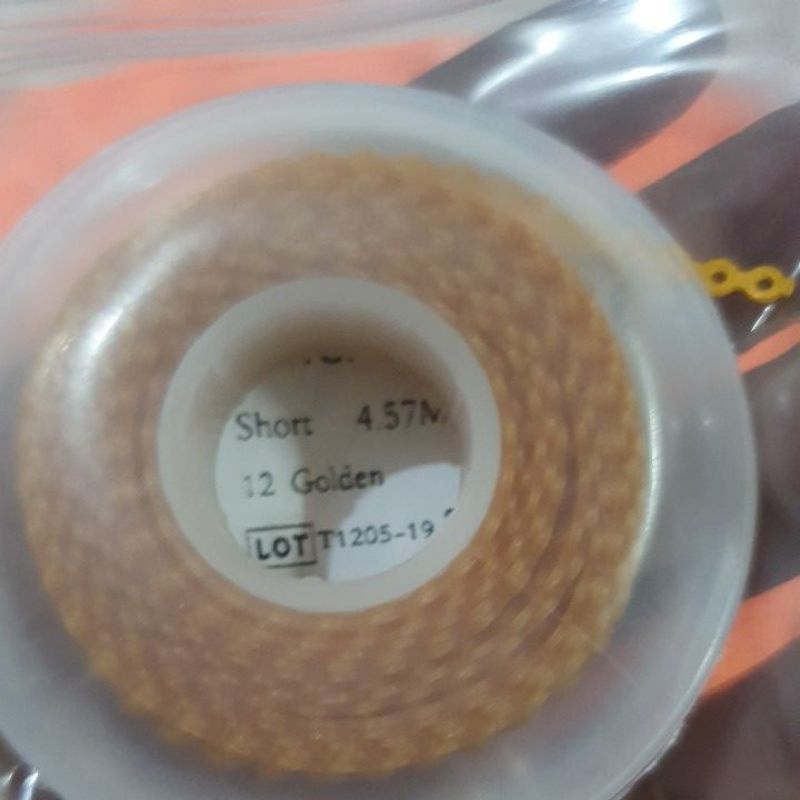 Short 4.57M
12 Golden
LOT T1205-19